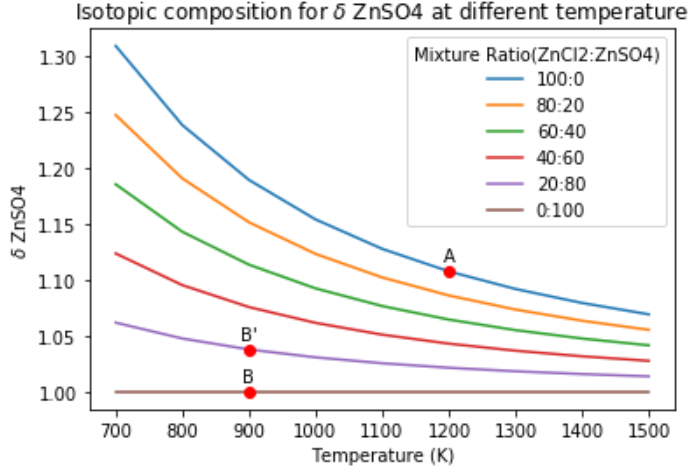 Isotopic composition for δ ZnSO4 at different temperature
1.30
1.25
1.20
1.15
1.10
1.05
1.00
δ ZnSO4
Mixture Ratio(ZnCl2:ZnSO4)
100:0
80:20
60:40
40:60
20:80
0:100
A
B'
B
700 800 900 1000 1100 1200 1300 1400 1500
Temperature (K)